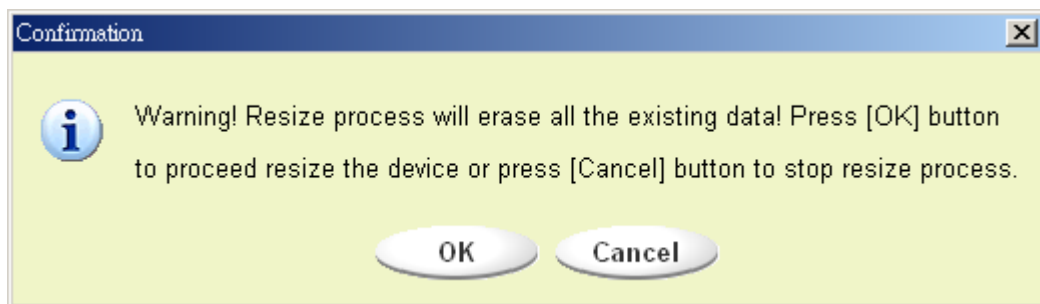 Confirmation
Warning! Resize process will erase all the existing data! Press [OK] button
to proceed resize the device or press [Cancel] button to stop resize process.
OK Cancel